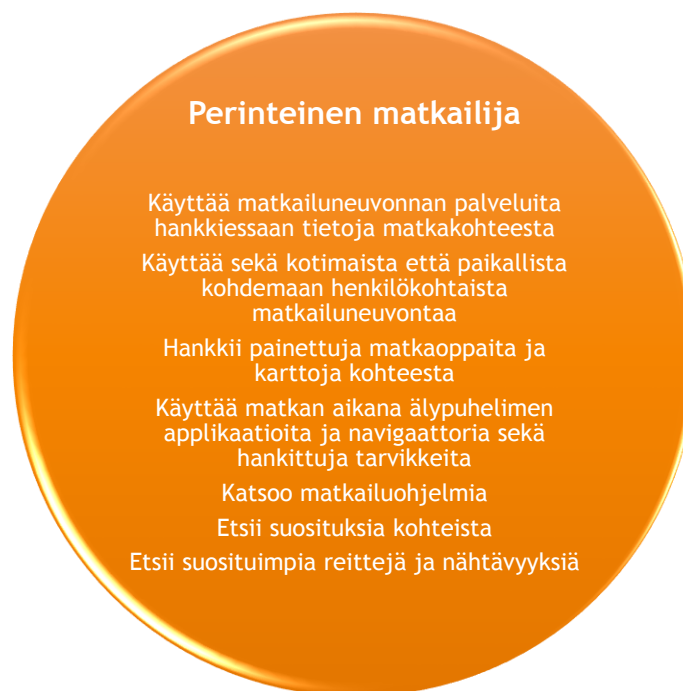 Perinteinen matkailija
Käyttää matkailuneuvonnan palveluita
hankkiessaan tietoja matkakohteesta
Käyttää sekä kotimaista että paikallista
kohdemaan henkilökohtaista
matkailuneuvontaa
Hankkii painettuja matkaoppaita ja
karttoja kohteesta
Käyttää matkan aikana älypuhelimen
applikaatioita ja navigaattoria sekä
hankittuja tarvikkeita
Katsoo matkailuohjelmia
Etsii suosituksia kohteista
Etsii suosituimpia reittejä ja nähtävyyksiä